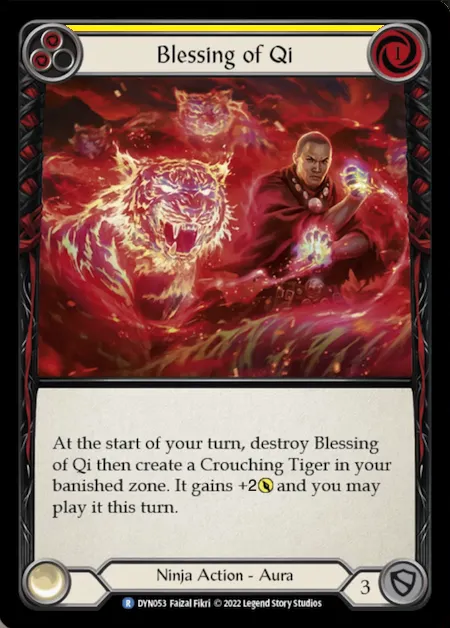 Blessing of Qi
1
At the start of your turn, destroy Blessing
of Qi then create a Crouching Tiger in your
banished zone. It gains +2 and you may
play it this turn.
Ninja Action - Aura
3
R DYN053 Faizal Fikri © 2022 Legend Story Studios